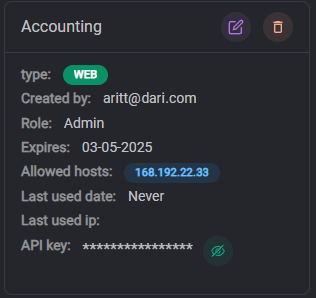 Accounting
type: WEB
Created by: aritt@dari.com
Role: Admin
Expires: 03-05-2025
Allowed hosts: 168.192.22.33
Last used date: Never
Last used ip:
API key: ****************